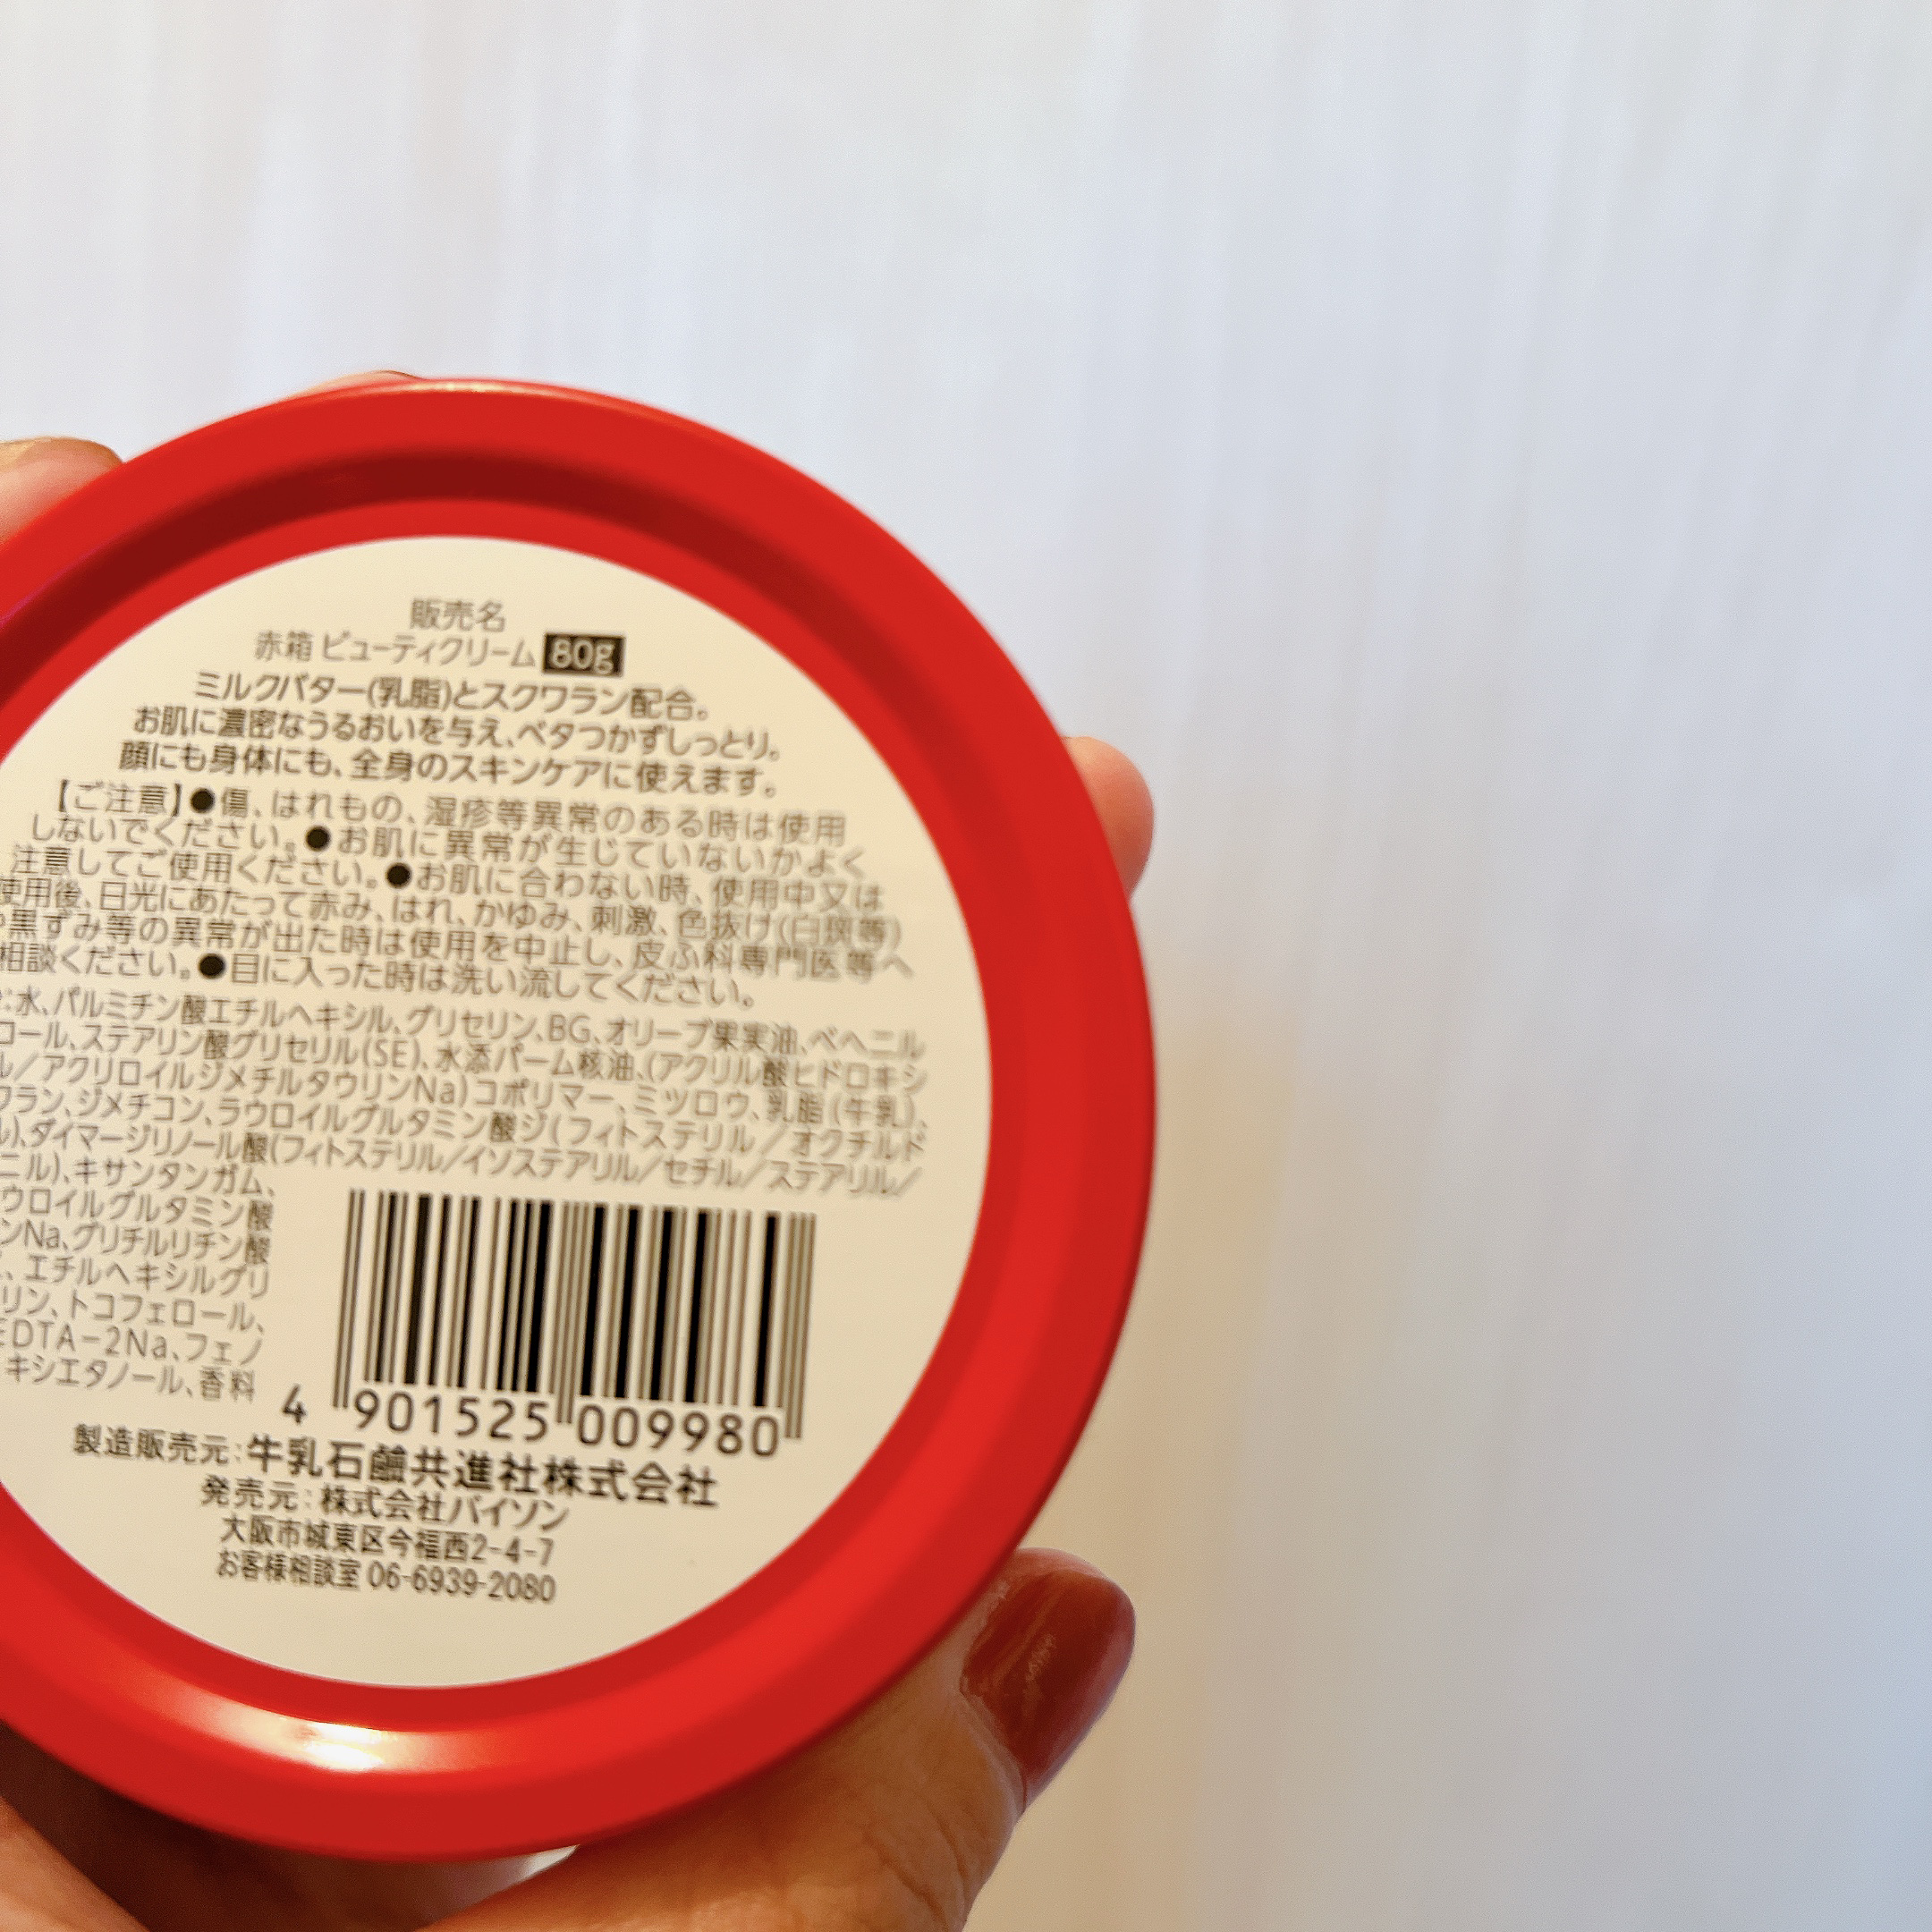 販売名
赤箱 ビューティクリーム 80g
ミルクバター(乳脂)とスクワラン配合。
お肌に濃密なうるおいを与え、ベタつかずしっとり。
顔にも身体にも、全身のスキンケアに使えます。
【ご注意】●傷、はれもの、湿疹等異常のある時は使用
しないでください。●お肌に異常が生じていないかよく
注意してご使用ください。●お肌に合わない時、使用中又は
使用後、日光にあたって赤み、はれ、かゆみ、刺激、色抜け(白斑等)
や黒ずみ等の異常が出た時は使用を中止し、皮ふ科専門医等へ
相談ください。●目に入った時は洗い流してください。
:水、パルミチン酸エチルヘキシル、グリセリン、BG、オリーブ果実油、ベヘニル
コール、ステアリン酸グリセリル(SE)、水添パーム核油、(アクリル酸ヒドロキシ
ル/アクリロイルジメチルタウリンNa)コポリマー、ミツロウ、乳脂(牛乳)、
ワラン、ジメチコン、ラウロイルグルタミン酸ジ(フィトステリル/オクチルド
ル)、ダイマージリノール酸(フィトステリル/イソステアリル/セチル/ステアリル/
ニル)、キサンタンガム、
ウロイルグルタミン酸
ンNa、グリチルリチン酸
、エチルヘキシルグリ
リン、トコフェロール、
EDTA-2Na、フェノ
キシエタノール、香料
4 901525 009980
製造販売元:牛乳石鹼共進社株式会社
発売元:株式会社バイソン
大阪市城東区今福西2-4-7
お客様相談室 06-6939-2080